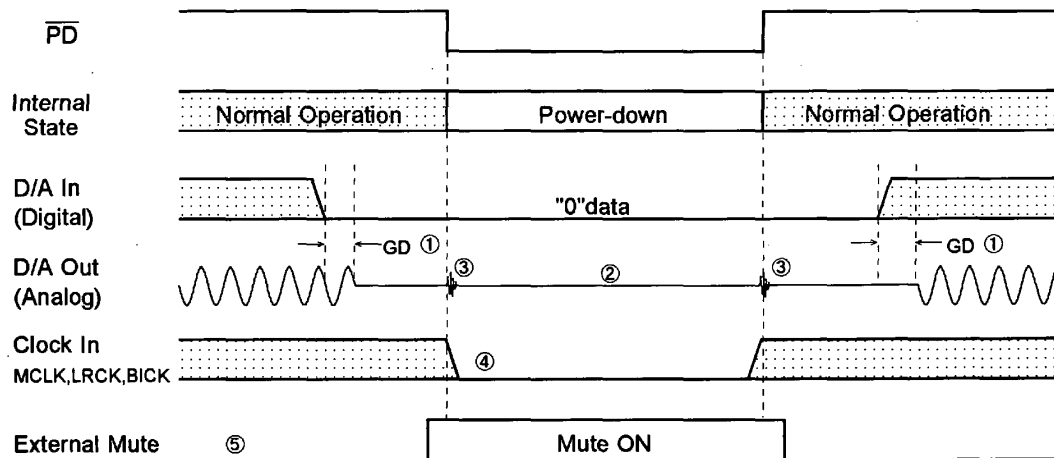 PD
Internal
State
Normal Operation
Power-down
Normal Operation
D/A In
(Digital)
"0"data
GD ①
GD ①
D/A Out
(Analog)
③
②
③
Clock In
MCLK,LRCK,BICK
④
External Mute
⑤
Mute ON